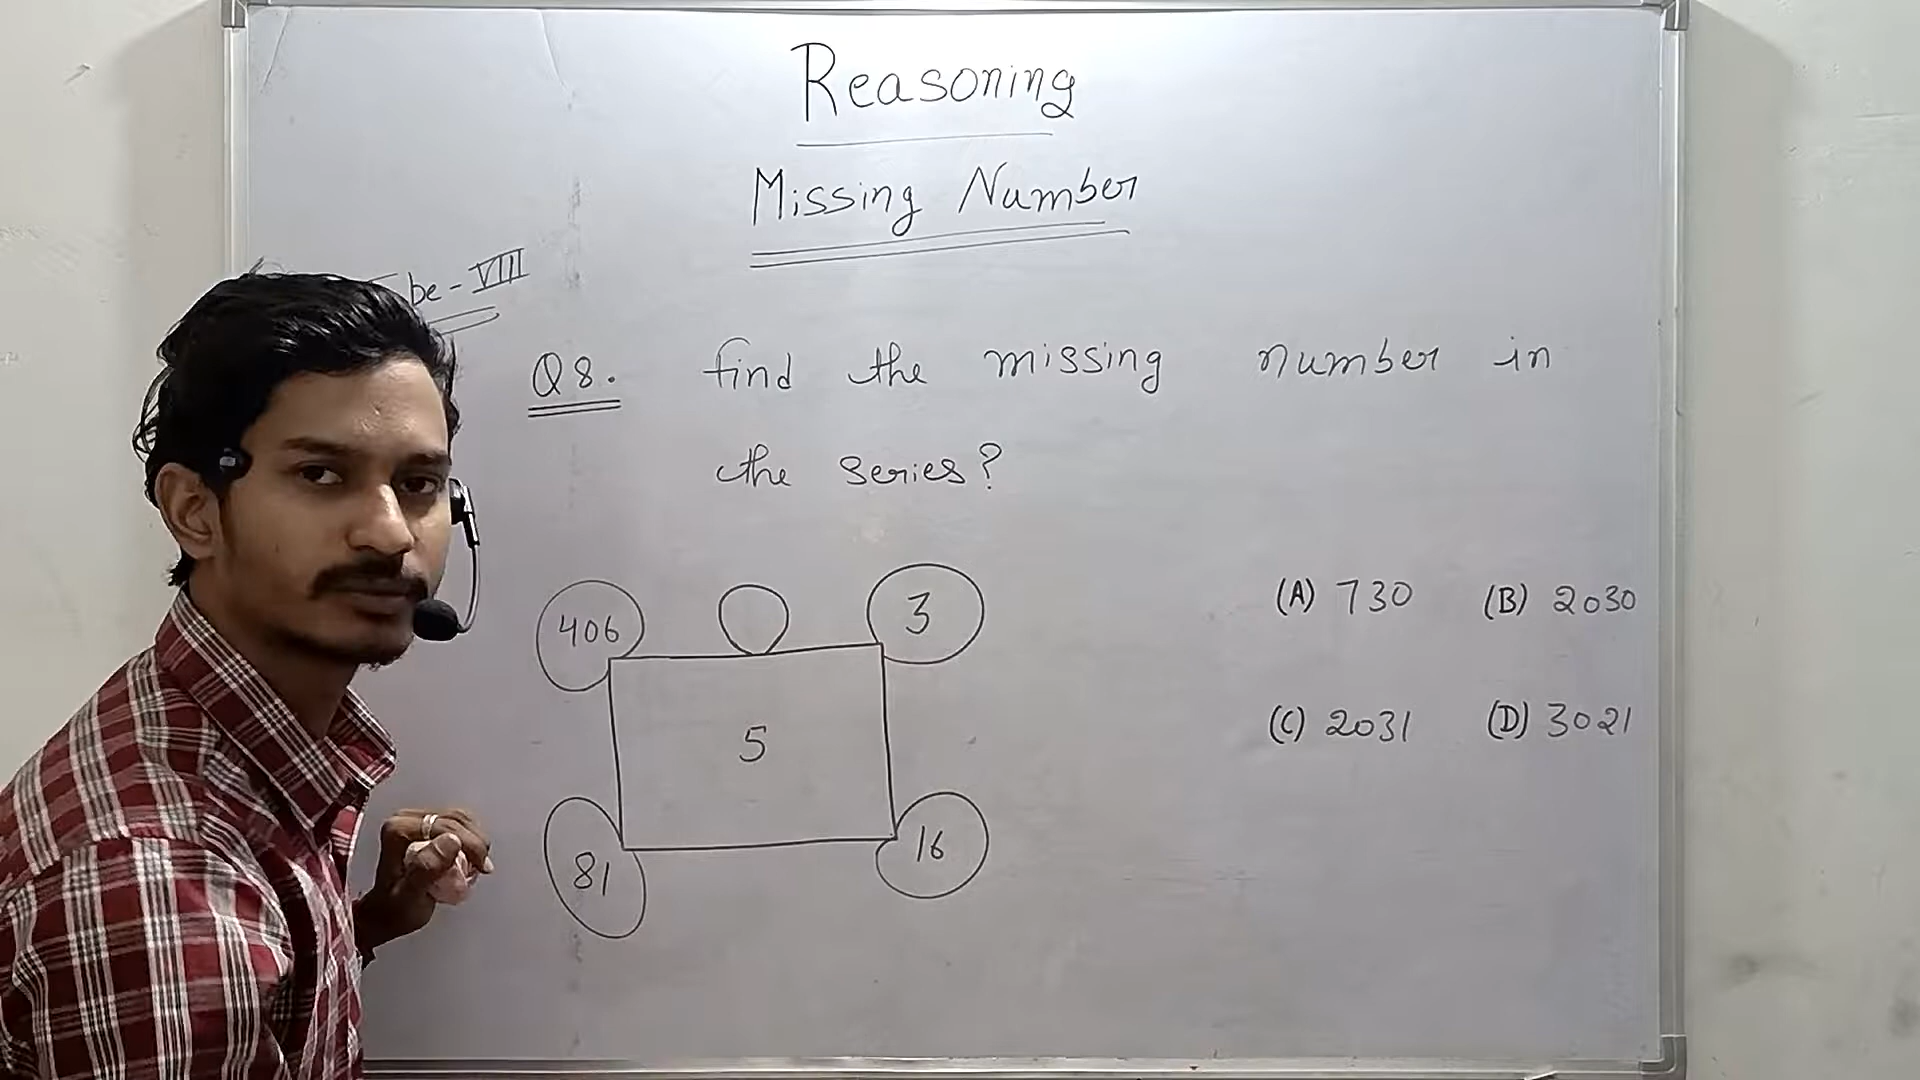 Reasoning
Missing Number
VIII
Q8. find the missing number in
the series?
406 3
5
81 16
(A) 730 (B) 2030
(C) 2031 (D) 3021